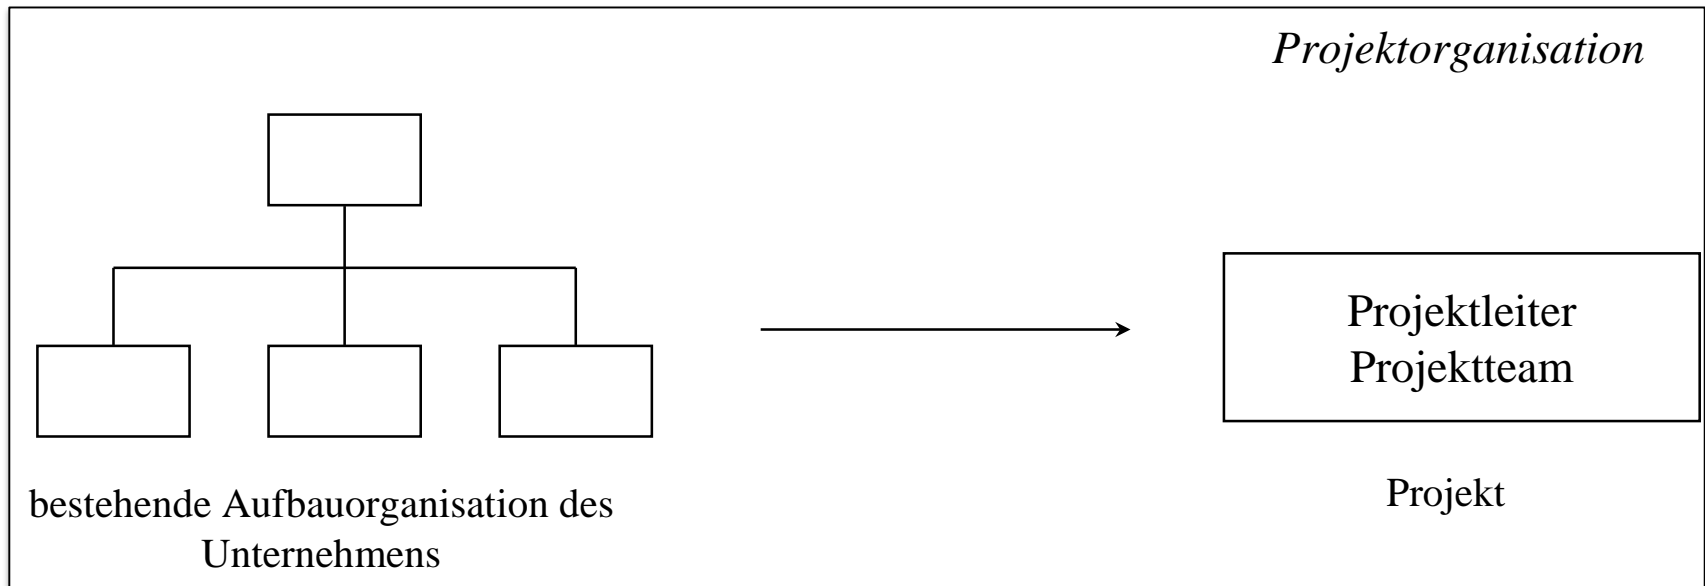 Projektorganisation
Projektleiter
Projektteam
bestehende Aufbauorganisation des
Unternehmens
Projekt